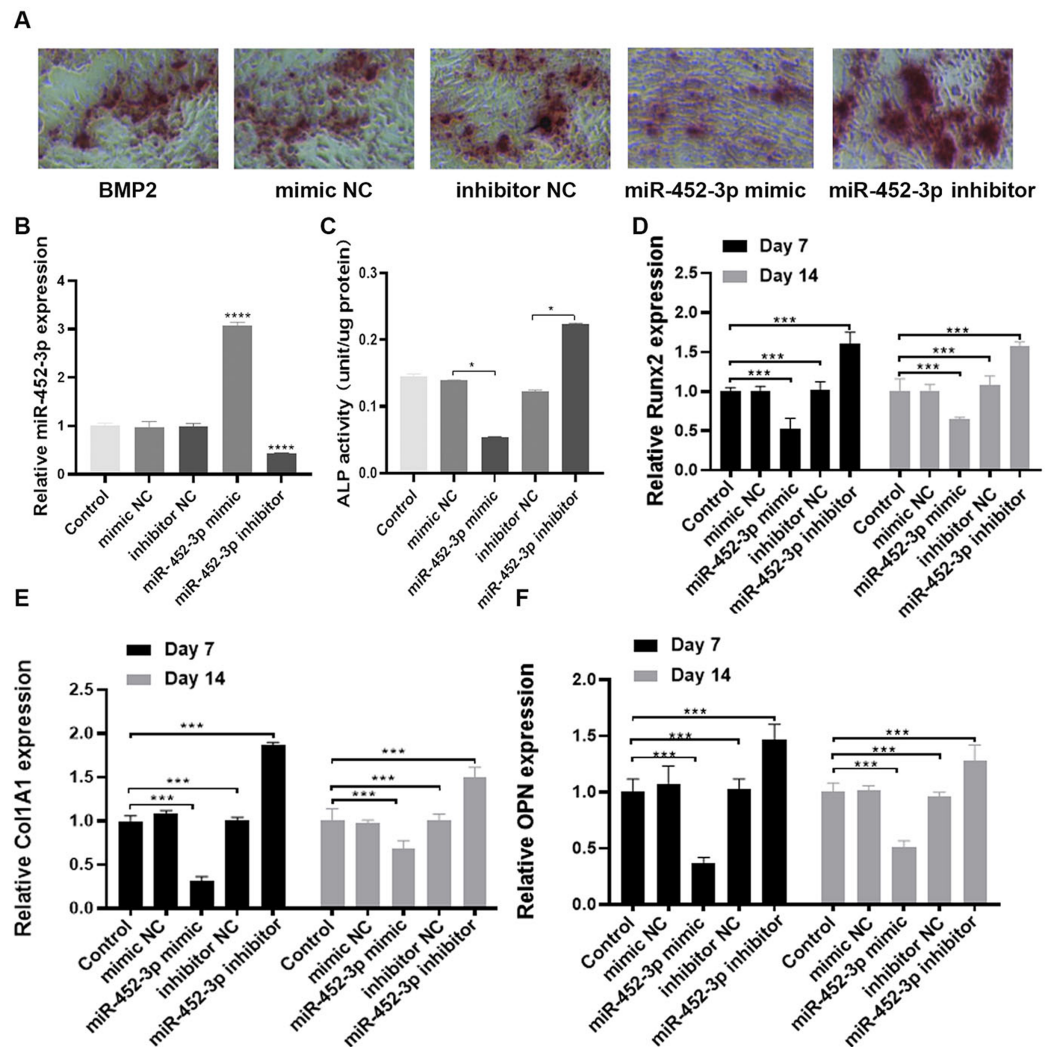 A
BMP2
mimic NC
inhibitor NC
miR-452-3p mimic
miR-452-3p inhibitor
B
Relative miR-452-3p expression
4
3
2
1
0
****
****
Control
mimic NC
inhibitor NC
miR- 452-3p mimic
miR- 452-3p inhibitor
C
ALP activity (unit/ug protein)
0.3
0.2
0.1
0.0
*
*
Control
mimic NC
miR-452-3p mimic
inhibitor NC
miR-452-3p inhibitor
D
Day 7
Day 14
Relative Runx2 expression
2.5
2.0
1.5
1.0
0.5
0.0
***
***
***
***
***
***
Control
mimic NC
miR-452-3p mimic
inhibitor NC
miR-452-3p inhibitor
Control
mimic NC
miR-452-3p mimic
inhibitor NC
miR-452-3p inhibitor
E
Day 7
Day 14
Relative Col1A1 expression
2.5
2.0
1.5
1.0
0.5
0.0
***
***
***
***
***
***
Control
mimic NC
miR-452-3p mimic
inhibitor NC
miR-452-3p inhibitor
Control
mimic NC
miR-452-3p mimic
inhibitor NC
miR-452-3p inhibitor
F
Day 7
Day 14
Relative OPN expression
2.0
1.5
1.0
0.5
0.0
***
***
***
***
***
***
Control
mimic NC
miR-452-3p mimic
inhibitor NC
miR-452-3p inhibitor
Control
mimic NC
miR-452-3p mimic
inhibitor NC
miR-452-3p inhibitor